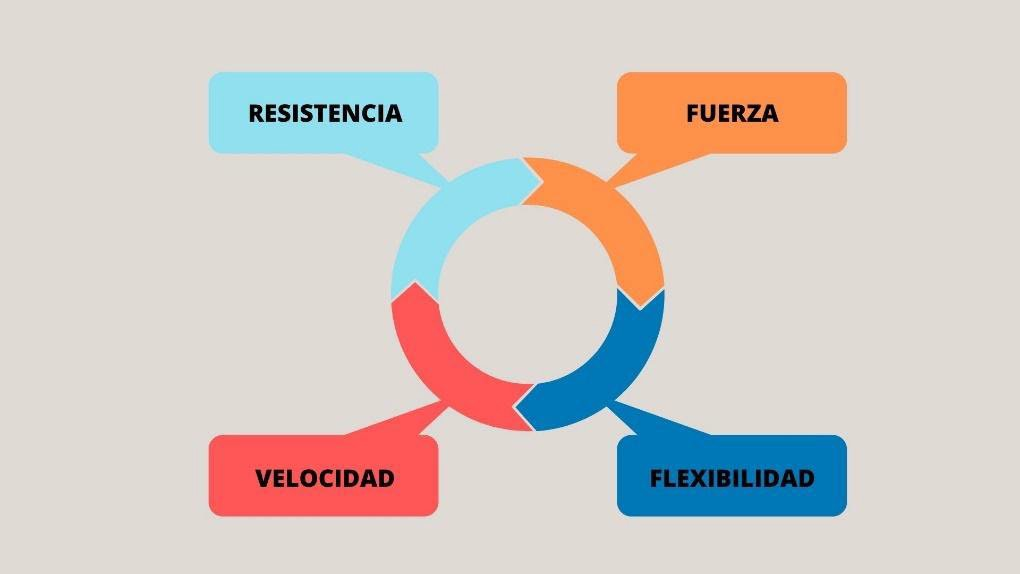 RESISTENCIA
FUERZA
VELOCIDAD
FLEXIBILIDAD